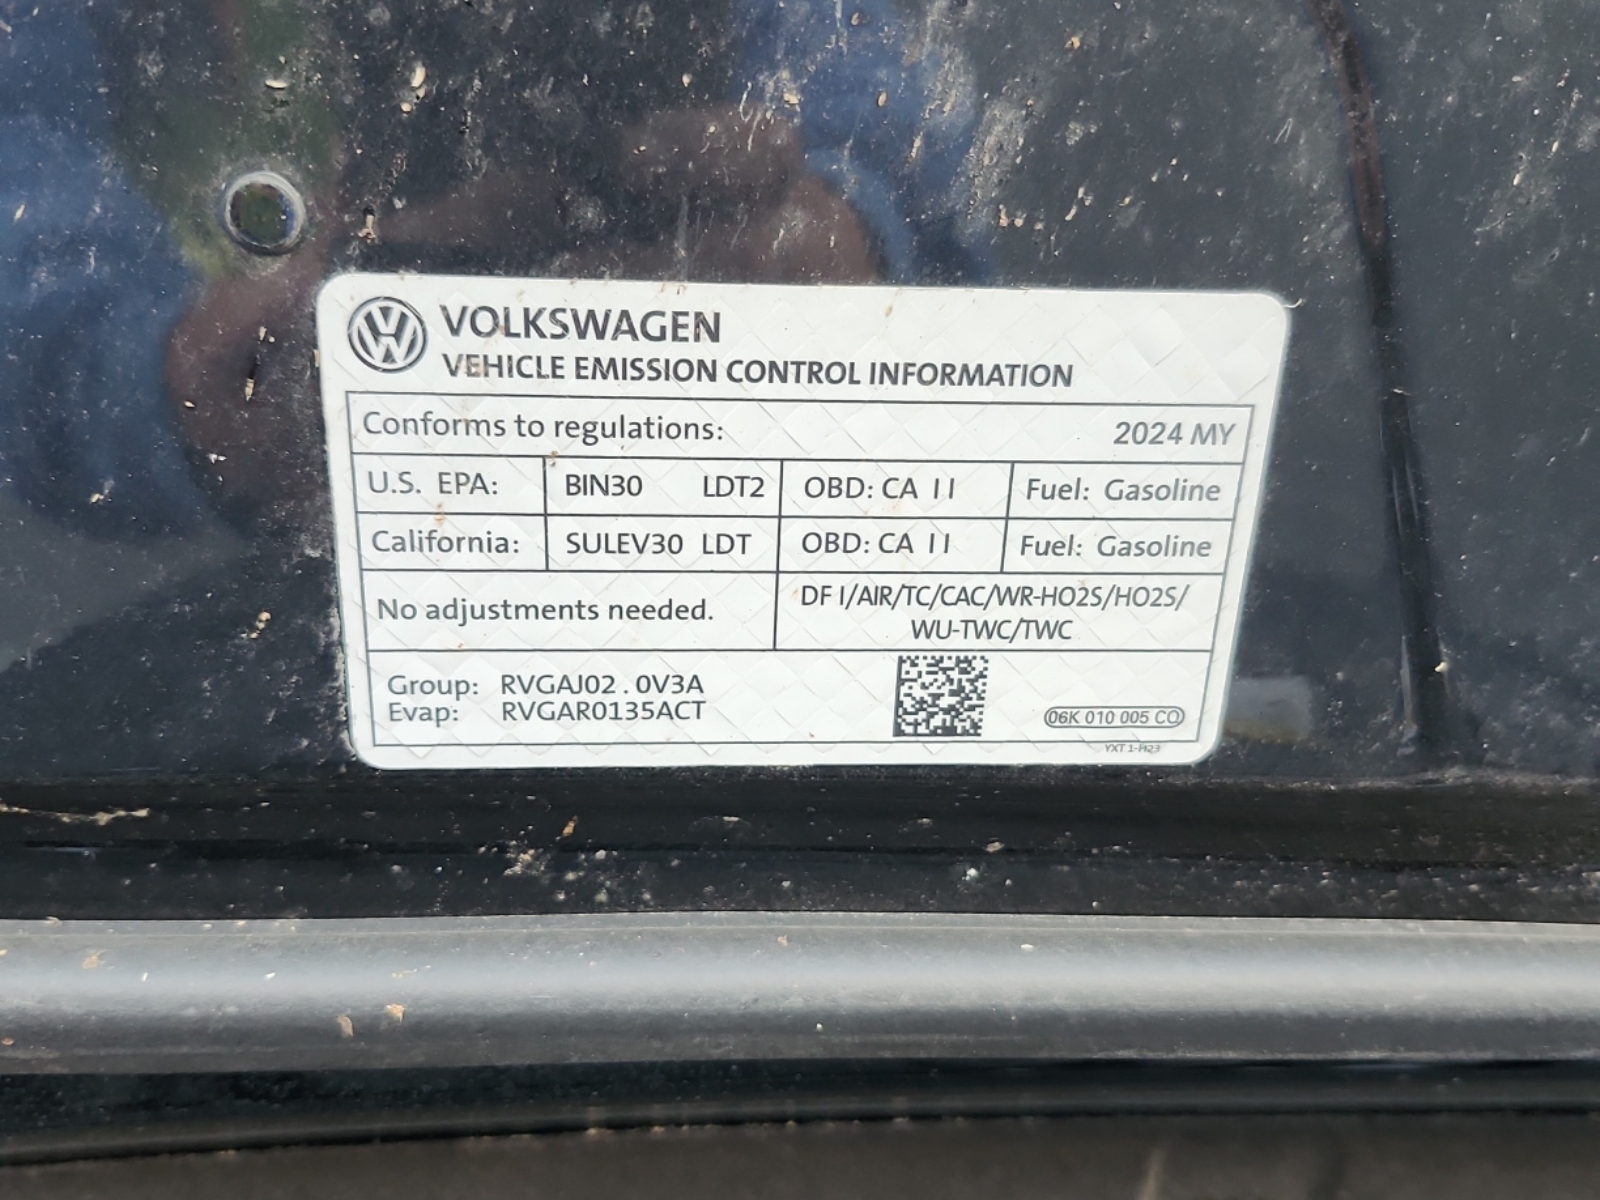 VOLKSWAGEN
VEHICLE EMISSION CONTROL INFORMATION
Conforms to regulations: 2024 MY
U.S. EPA: BIN30 LDT2 OBD: CA II Fuel: Gasoline
California: SULEV30 LDT OBD: CA II Fuel: Gasoline
No adjustments needed. DFI/AIR/TC/CAC/WR-HO2S/HO2S/
WU-TWC/TWC
Group: RVGAJ02.0V3A
Evap: RVGAR0135ACT
06K 010 005 CQ